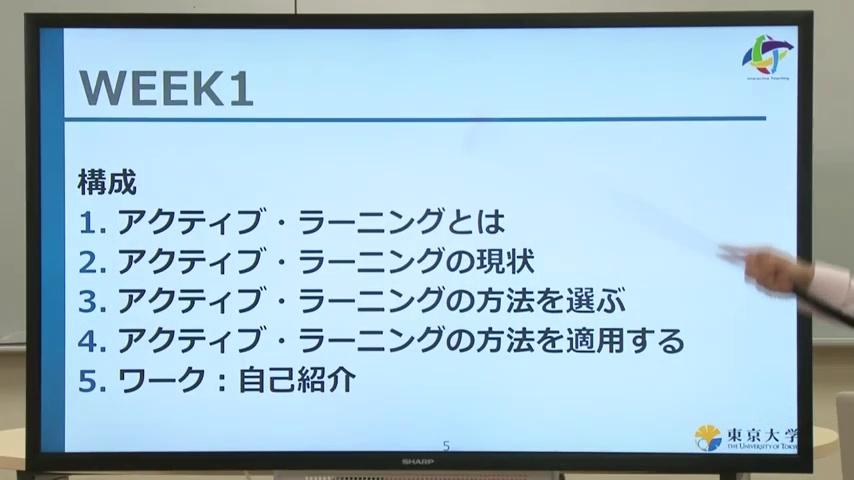 WEEK1
Interactive Teaching
構成
1. アクティブ・ラーニングとは
2. アクティブ・ラーニングの現状
3. アクティブ・ラーニングの方法を選ぶ
4. アクティブ・ラーニングの方法を適用する
5. ワーク：自己紹介
5
東京大学
THE UNIVERSITY OF TOKYO
SHARP